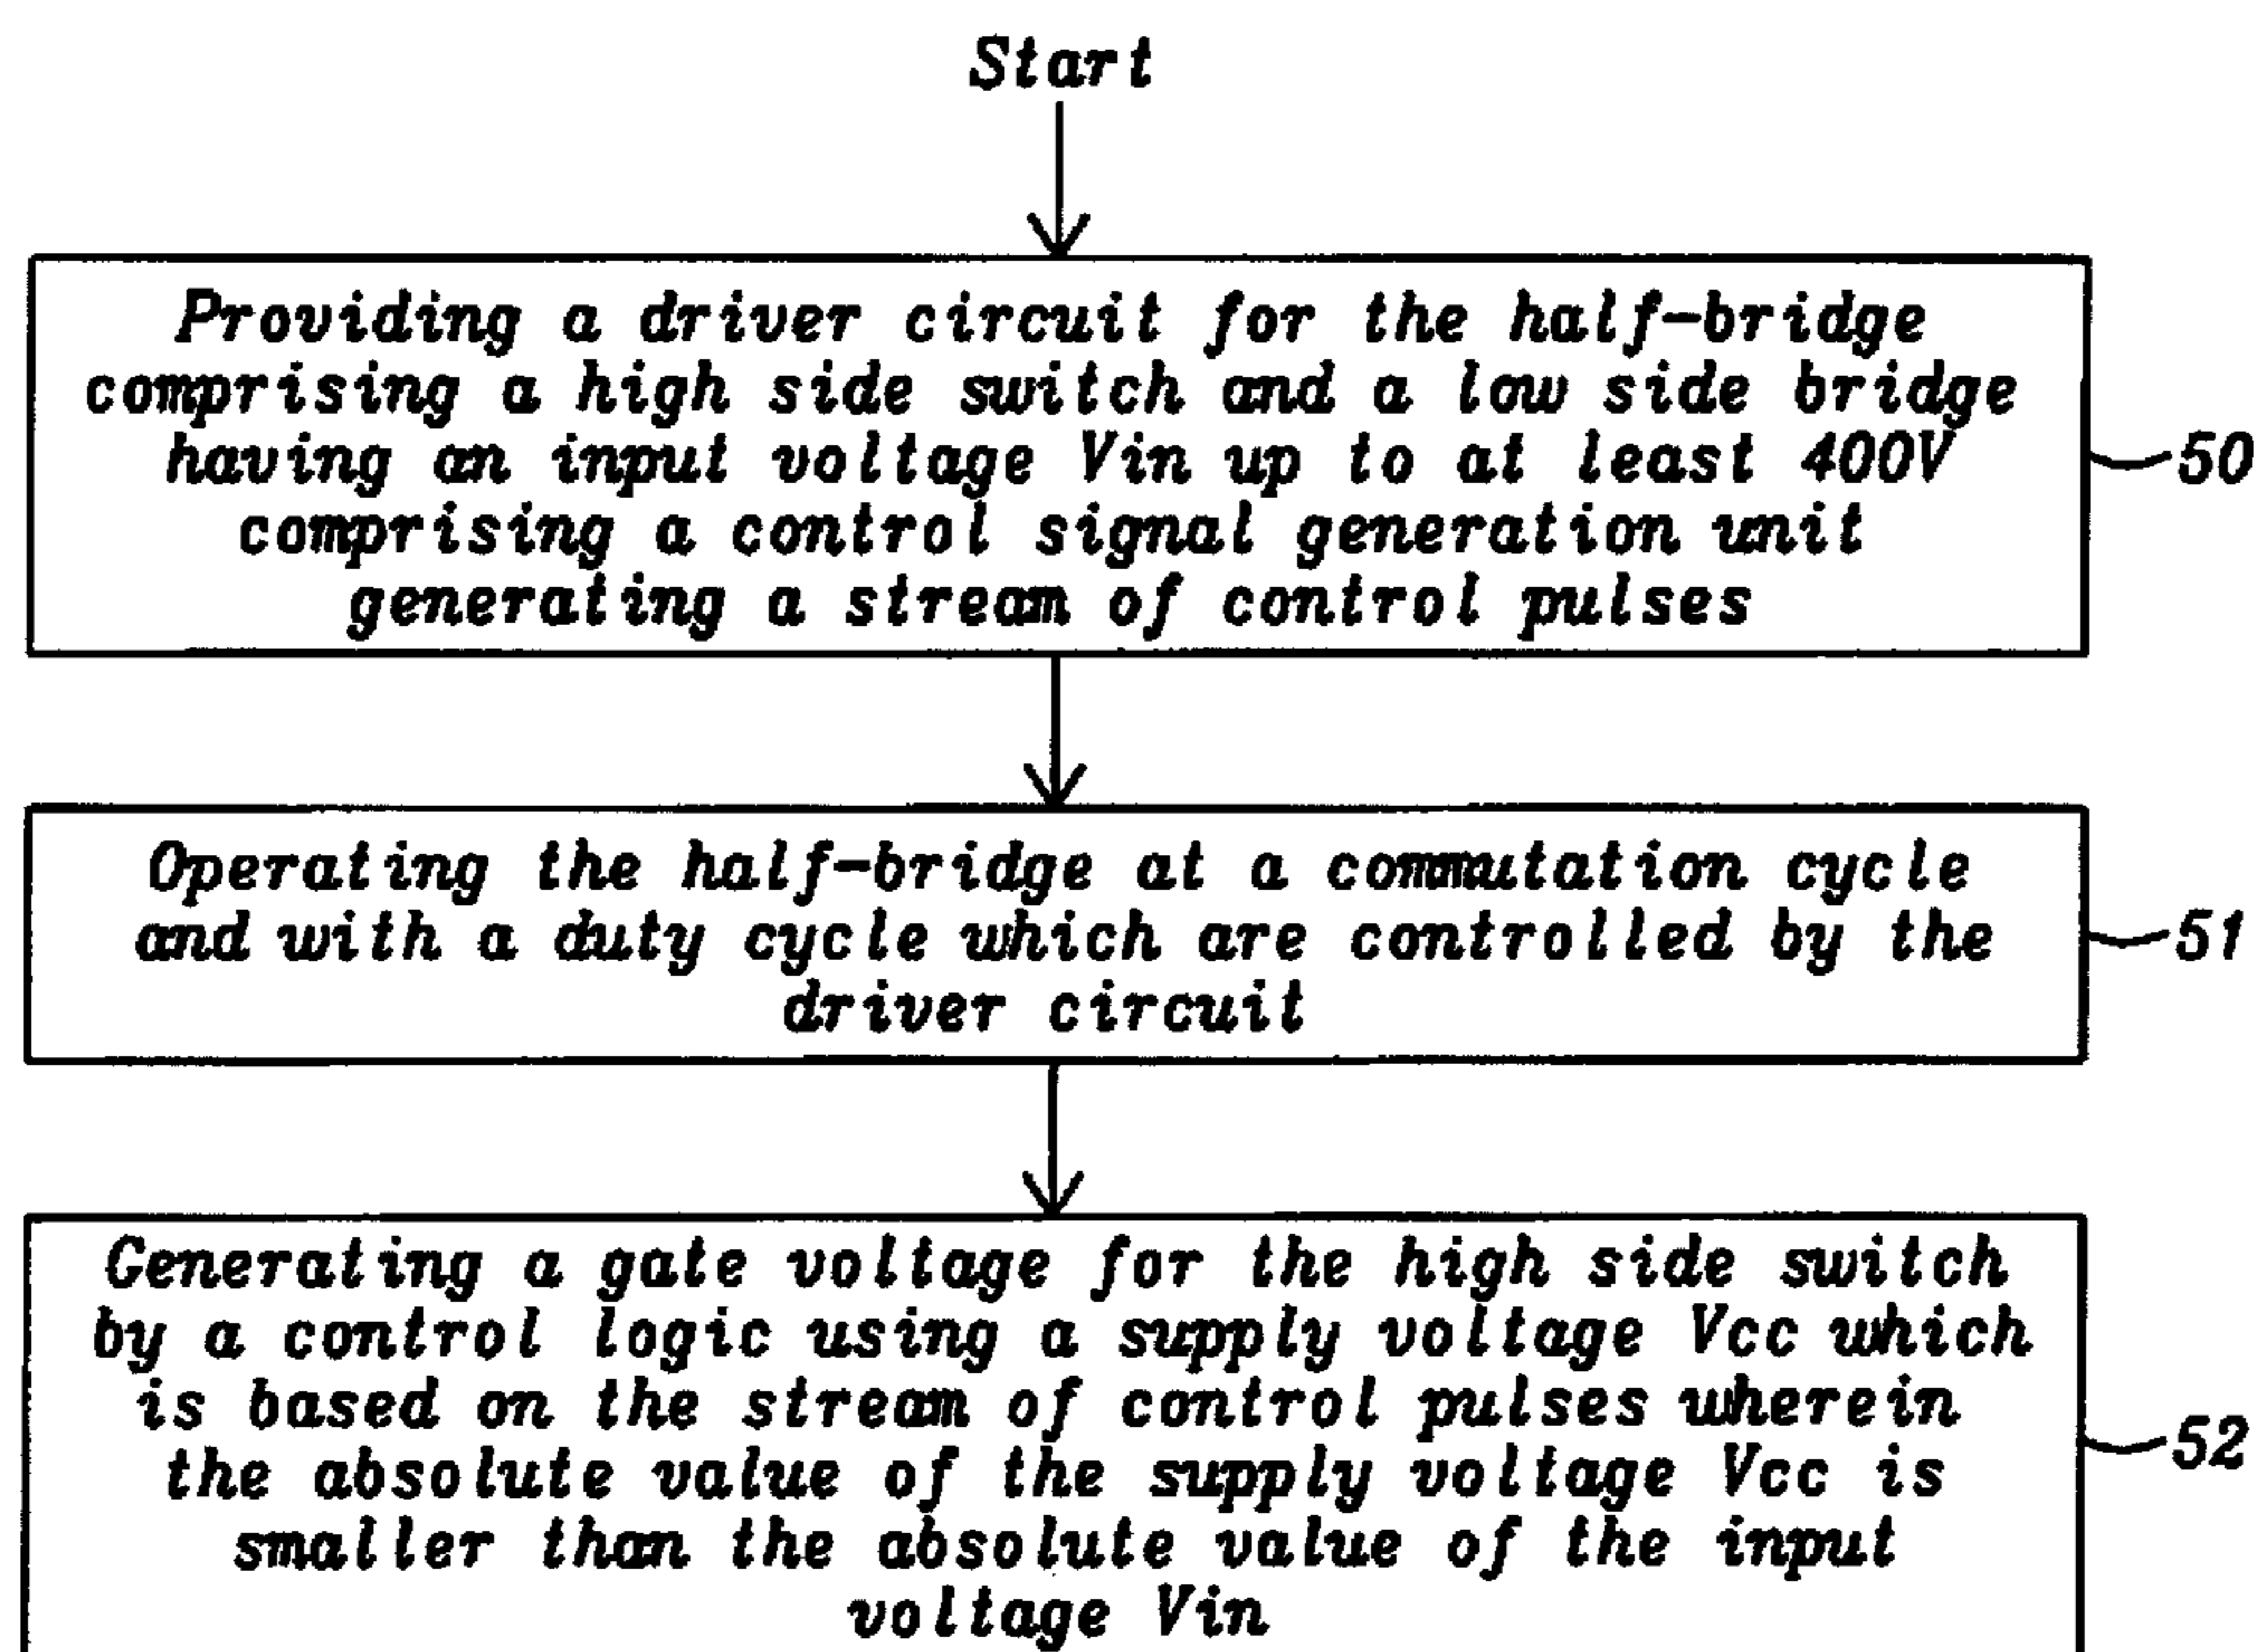 Start
Providing a driver circuit for the half-bridge
comprising a high side switch and a low side bridge
having an input voltage Vin up to at least 400V
comprising a control signal generation unit
generating a stream of control pulses
50
Operating the half-bridge at a commutation cycle
and with a duty cycle which are controlled by the
driver circuit
51
Generating a gate voltage for the high side switch
by a control logic using a supply voltage Vcc which
is based on the stream of control pulses wherein
the absolute value of the supply voltage Vcc is
smaller than the absolute value of the input
voltage Vin
52